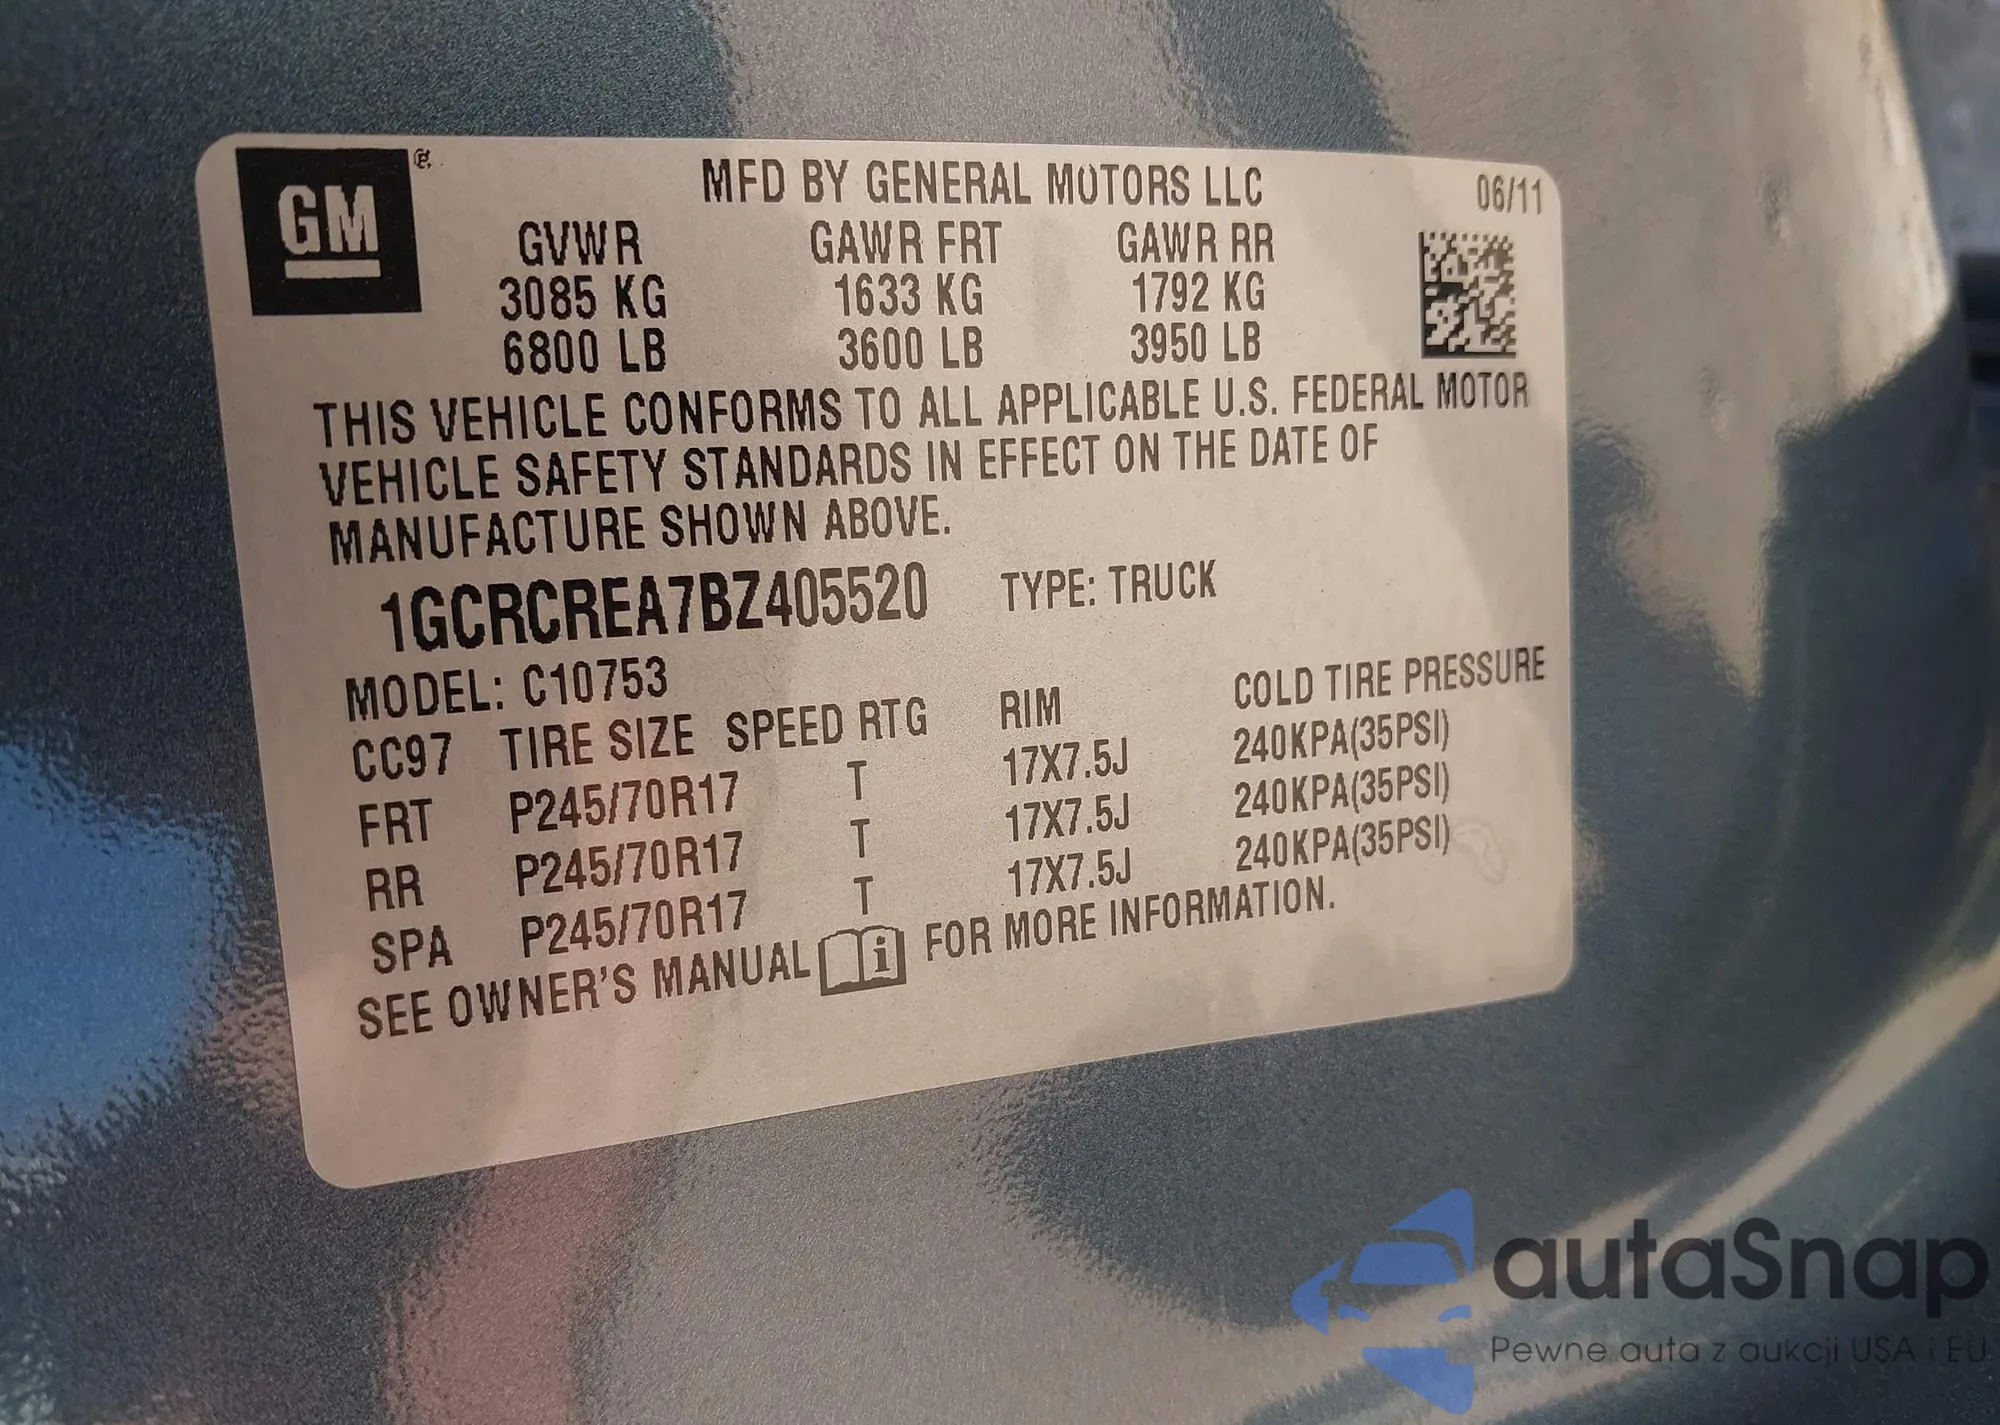 GM
MFD BY GENERAL MOTORS LLC 06/11
GVWR GAWR FRT GAWR RR
3085 KG 1633 KG 1792 KG
6800 LB 3600 LB 3950 LB
THIS VEHICLE CONFORMS TO ALL APPLICABLE U.S. FEDERAL MOTOR
VEHICLE SAFETY STANDARDS IN EFFECT ON THE DATE OF
MANUFACTURE SHOWN ABOVE.
1GCRCREA7BZ405520 TYPE: TRUCK
MODEL: C10753
CC97 TIRE SIZE SPEED RTG RIM COLD TIRE PRESSURE
FRT P245/70R17 T 17X7.5J 240KPA(35PSI)
RR P245/70R17 T 17X7.5J 240KPA(35PSI)
SPA P245/70R17 T 17X7.5J 240KPA(35PSI)
SEE OWNER'S MANUAL i FOR MORE INFORMATION.
autaSnap
Pewne auta z aukcji USA i EU